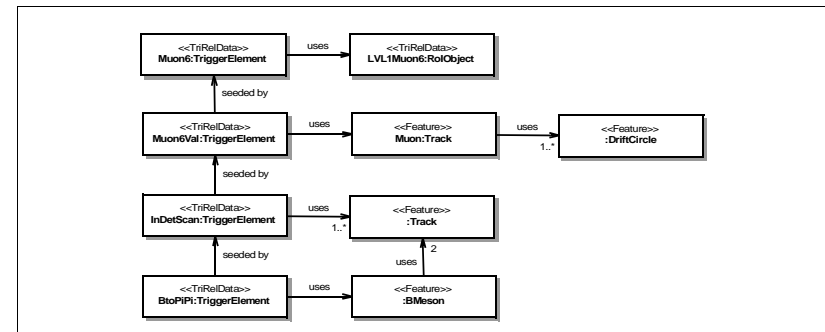 <<TriRelData>>
Muon6:TriggerElement
uses
<<TriRelData>>
LVL1Muon6:RoIObject
seeded by
<<TriRelData>>
Muon6Val:TriggerElement
uses
<<Feature>>
Muon:Track
uses
1..*
<<Feature>>
:DriftCircle
seeded by
<<TriRelData>>
InDetScan:TriggerElement
uses
1..*
<<Feature>>
:Track
seeded by
2
uses
<<TriRelData>>
BtoPiPi:TriggerElement
uses
<<Feature>>
:BMeson